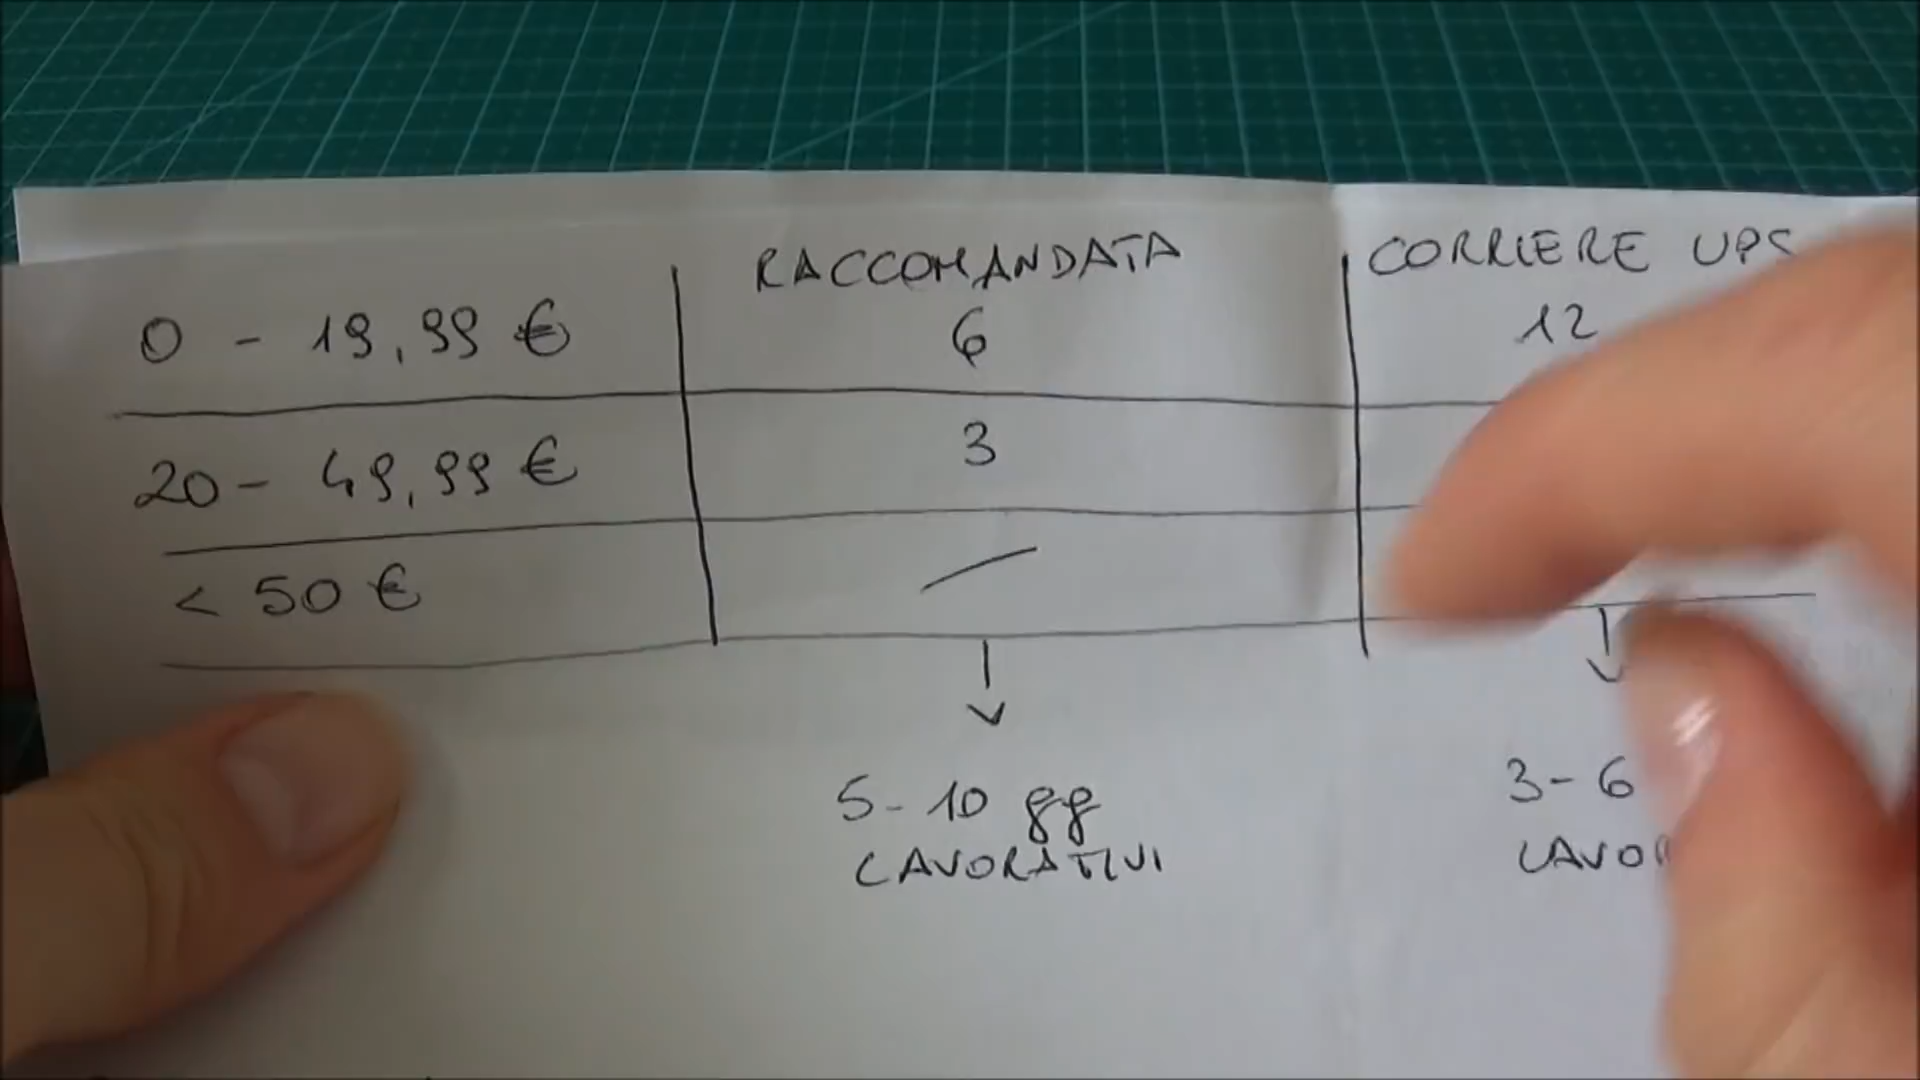 RACCOMANDATA CORRIERE UPS
0 - 19,99 € 6 12
20 - 49,99 € 3
< 50 €
5-10 gg 3-6
LAVORATIVI